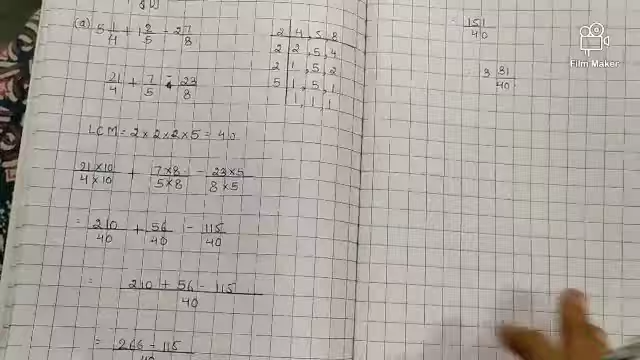 (a) 5 1/4 + 1 2/5 - 2 7/8
21/4 + 7/5 - 23/8
LCM = 2 × 2 × 2 × 5 = 40
21×10/4×10 + 7×8/5×8 - 23×5/8×5
= 210/40 + 56/40 - 115/40
= 210 + 56 - 115/40
= 266 - 115/40
2 | 4, 5, 8
2 | 2, 5, 4
2 | 1, 5, 2
5 | 1, 5, 1
| 1 1 1
151/40
3 31/40
Film Maker